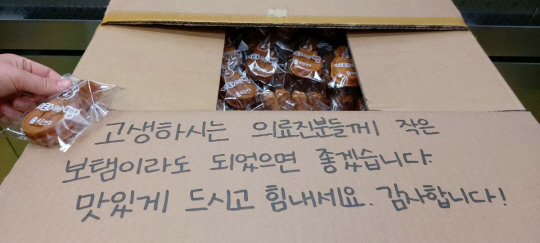 고생하시는 의료진분들께 작은
보탬이라도 되었으면 좋겠습니다
맛있게 드시고 힘내세요. 감사합니다!